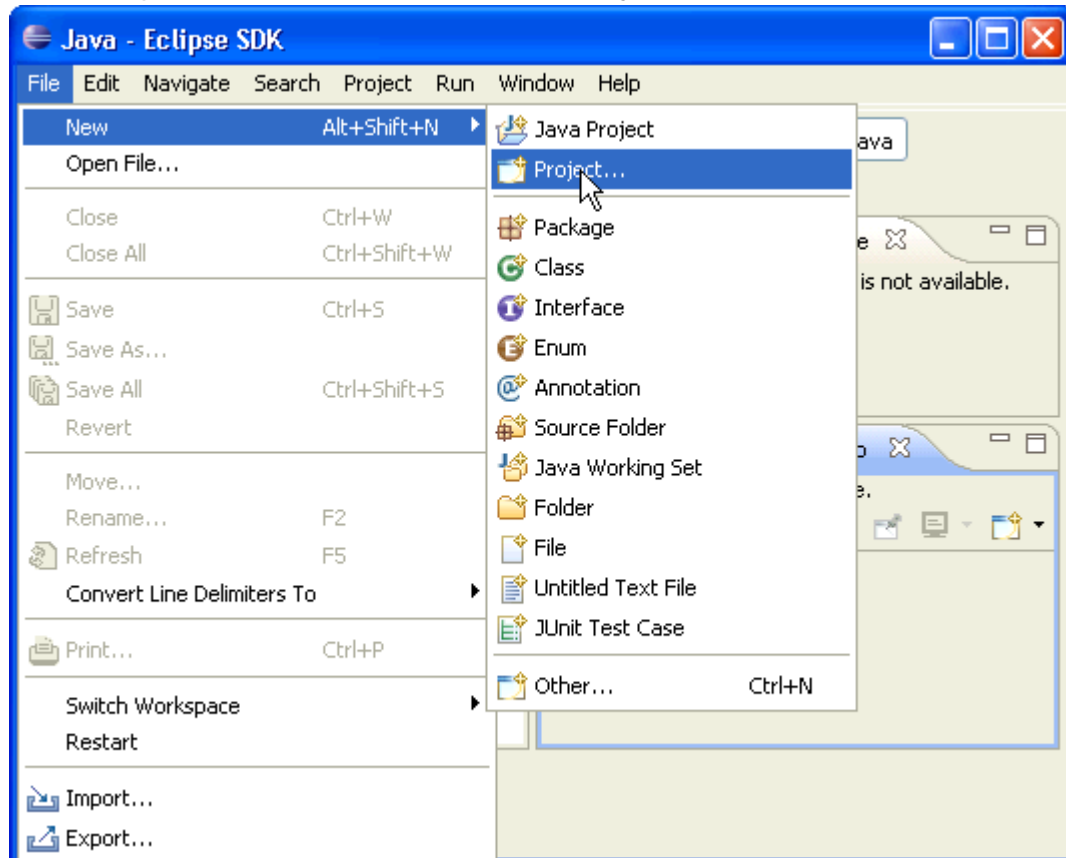 Java - Eclipse SDK
File Edit Navigate Search Project Run Window Help
New Alt+Shift+N
Open File...
Close Ctrl+W
Close All Ctrl+Shift+W
Save Ctrl+S
Save As...
Save All Ctrl+Shift+S
Revert
Move...
Rename... F2
Refresh F5
Convert Line Delimiters To
Print... Ctrl+P
Switch Workspace
Restart
Import...
Export...
Java Project
Project...
Package
Class
Interface
Enum
Annotation
Source Folder
Java Working Set
Folder
File
Untitled Text File
JUnit Test Case
Other... Ctrl+N
ava
e
is not available.
e.